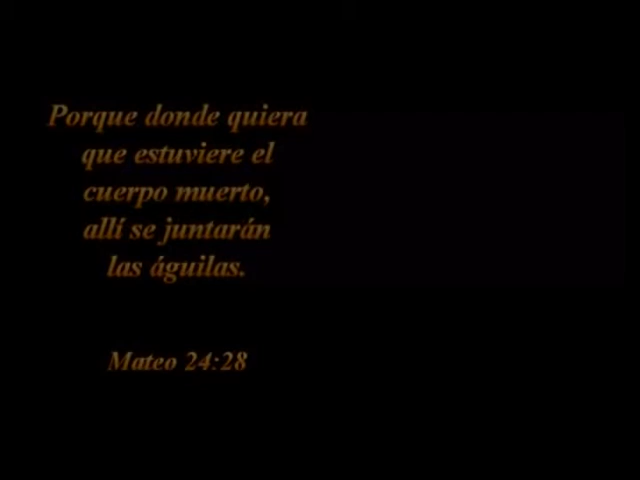 Porque donde quiera
que estuviere el
cuerpo muerto,
allí se juntarán
las águilas.
Mateo 24:28